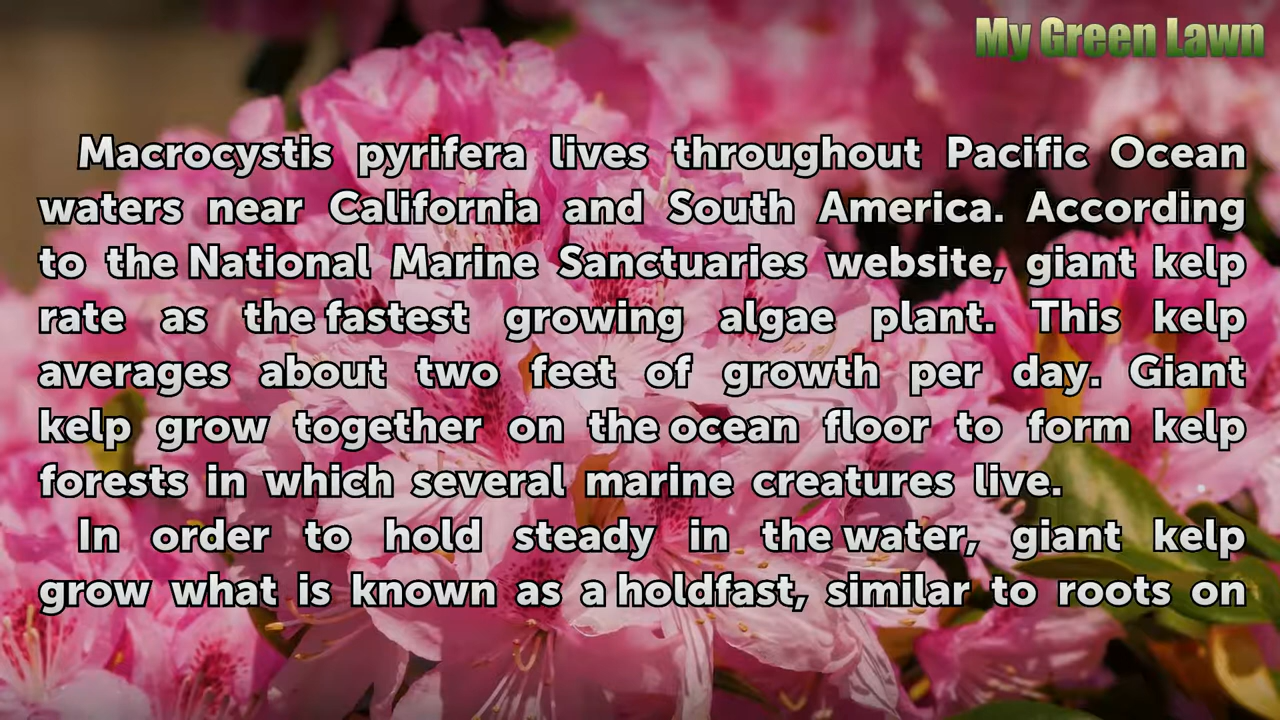 My Green Lawn
Macrocystis pyrifera lives throughout Pacific Ocean
waters near California and South America. According
to the National Marine Sanctuaries website, giant kelp
rate as the fastest growing algae plant. This kelp
averages about two feet of growth per day. Giant
kelp grow together on the ocean floor to form kelp
forests in which several marine creatures live.
In order to hold steady in the water, giant kelp
grow what is known as a holdfast, similar to roots on